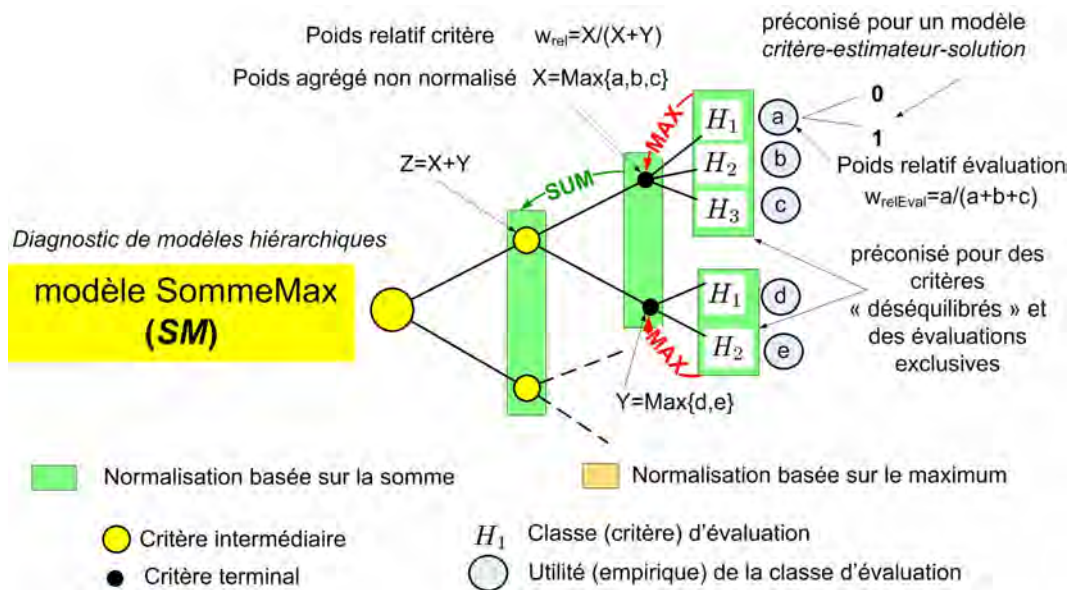 Poids relatif critère wrel=X/(X+Y)
Poids agrégé non normalisé X=Max{a,b,c}
préconisé pour un modèle
critère-estimateur-solution
0
1
MAX
H1 a
H2 b
H3 c
Poids relatif évaluation
wrelEval=a/(a+b+c)
Z=X+Y
SUM
Diagnostic de modèles hiérarchiques
modèle SommeMax
(SM)
préconisé pour des
critères
« déséquilibrés » et
des évaluations
exclusives
H1 d
H2 e
MAX
Y=Max{d,e}
Normalisation basée sur la somme
Normalisation basée sur le maximum
Critère intermédiaire
H1 Classe (critère) d'évaluation
Critère terminal
Utilité (empirique) de la classe d'évaluation